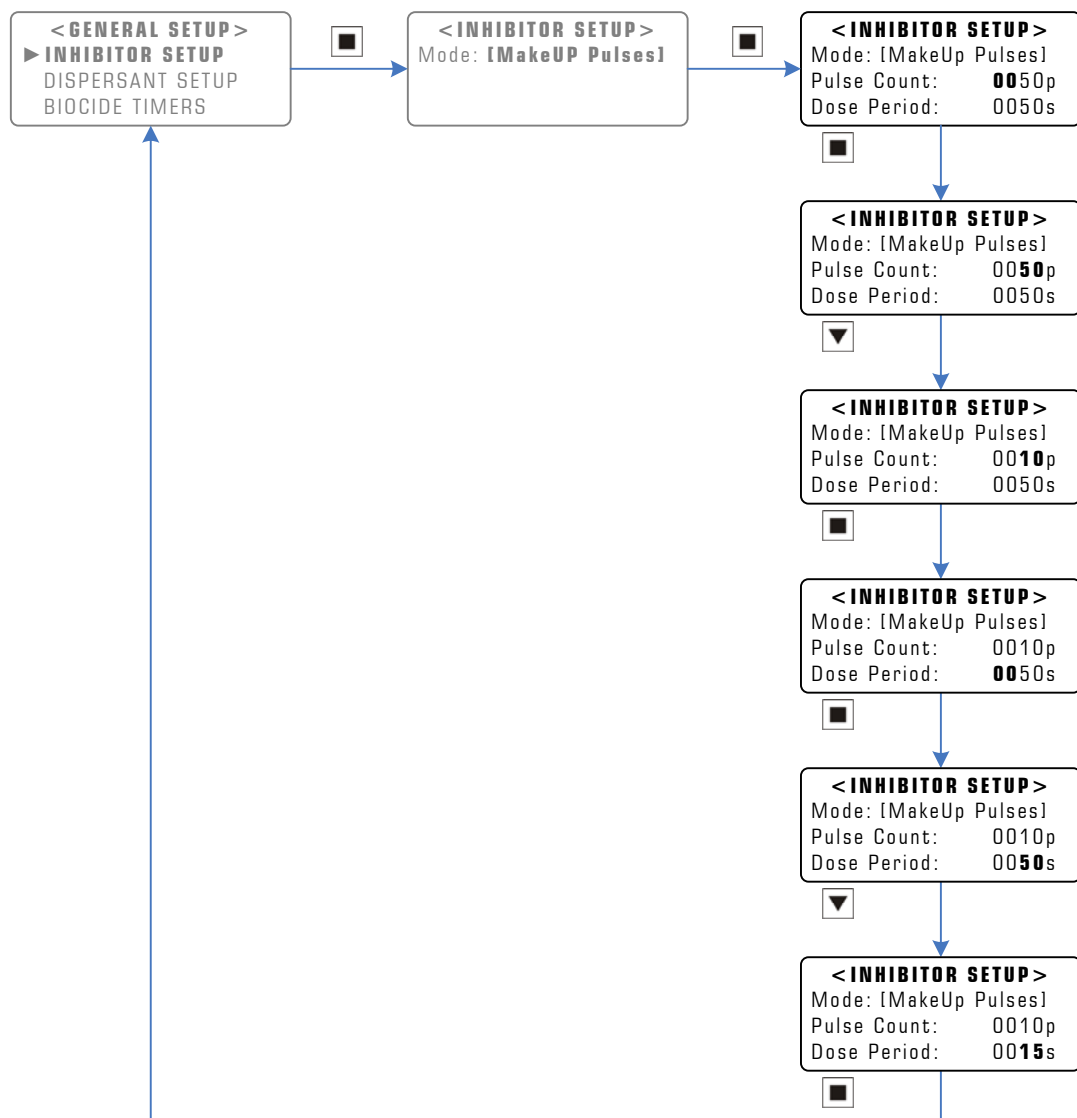 <GENERAL SETUP>
►INHIBITOR SETUP
DISPERSANT SETUP
BIOCIDE TIMERS
<INHIBITOR SETUP>
Mode: [MakeUP Pulses]
<INHIBITOR SETUP>
Mode: [MakeUp Pulses]
Pulse Count: 0050p
Dose Period: 0050s
<INHIBITOR SETUP>
Mode: [MakeUp Pulses]
Pulse Count: 0050p
Dose Period: 0050s
<INHIBITOR SETUP>
Mode: [MakeUp Pulses]
Pulse Count: 0010p
Dose Period: 0050s
<INHIBITOR SETUP>
Mode: [MakeUp Pulses]
Pulse Count: 0010p
Dose Period: 0050s
<INHIBITOR SETUP>
Mode: [MakeUp Pulses]
Pulse Count: 0010p
Dose Period: 0050s
<INHIBITOR SETUP>
Mode: [MakeUp Pulses]
Pulse Count: 0010p
Dose Period: 0015s